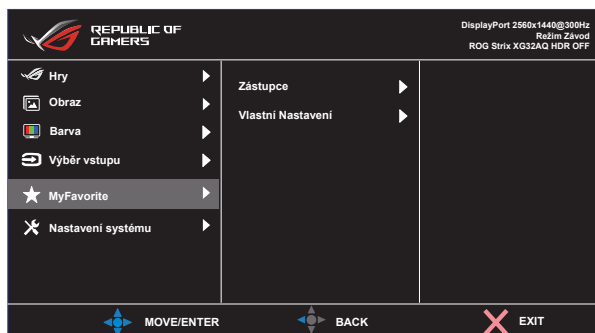 REPUBLIC OF
GAMERS
DisplayPort 2560x1440@300Hz
Režim Závod
ROG Strix XG32AQ HDR OFF
Hry
Obraz
Barva
Výběr vstupu
MyFavorite
Nastavení systému
Zástupce
Vlastní Nastavení
MOVE/ENTER
BACK
EXIT